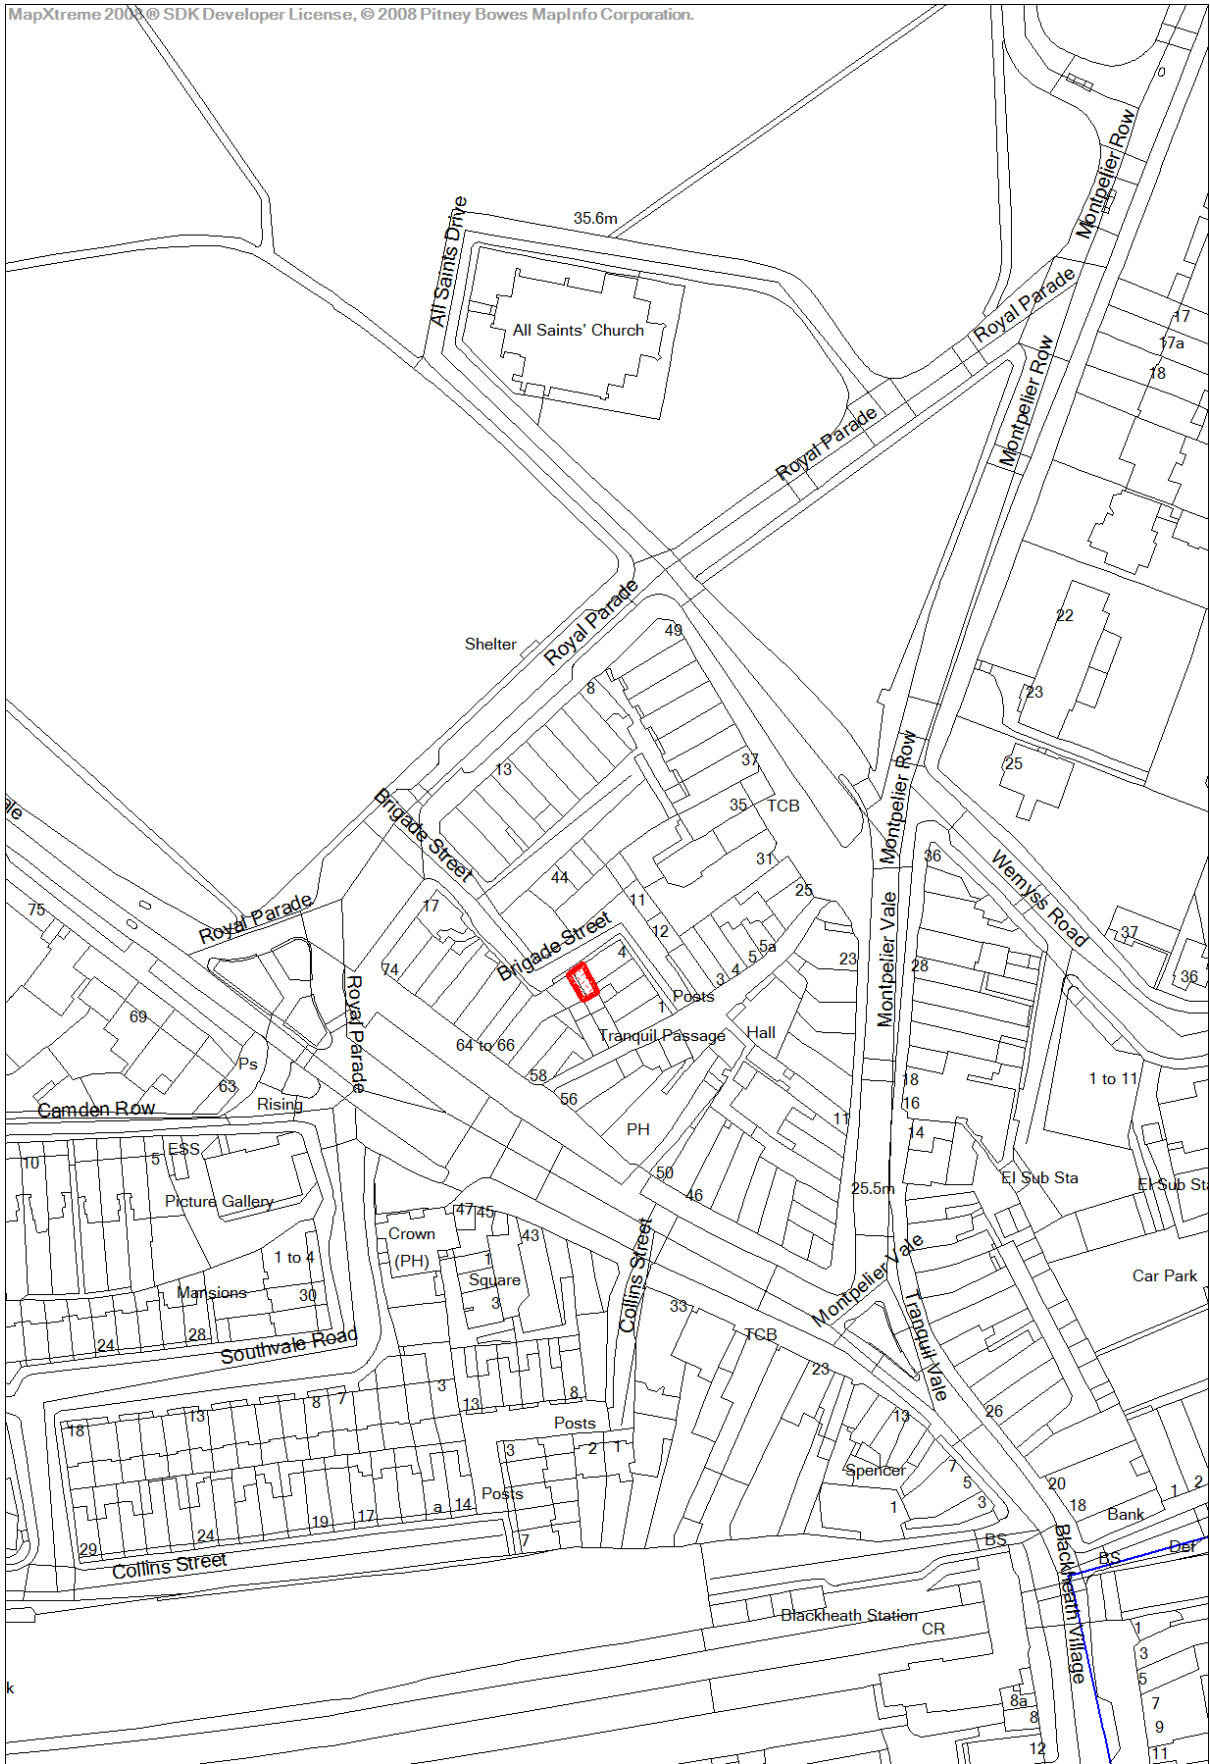 MapXtreme 2008 ® SDK Developer License, © 2008 Pitney Bowes MapInfo Corporation.
Montpelier Row
All Saints Drive
35.6m
Royal Parade
All Saints' Church
17
17a
18
Montpelier Row
Royal Parade
Royal Parade
Shelter
49
22
8
23
Montpelier Row
37
25
13
35
TCB
Brigade Street
31
36
Wemyss Road
44
25
75
17
11
Royal Parade
12
Brigade Street
5a
5
4
4
3
23
Montpelier Vale
28
37
36
74
Royal Parade
Posts
1
69
Tranquil Passage
Hall
64 to 66
Ps
58
63
18
1 to 11
Camden Row
Rising
56
16
11
14
PH
ESS
10
5
50
El Sub Sta
El Sub Sta
Picture Gallery
46
25.5m
47
45
43
Crown
(PH)
1
1 to 4
Square
Collins Street
Montpelier Vale
Car Park
Mansions
30
3
33
Tranquil Vale
28
24
Southvale Road
TCB
23
3
8
7
8
13
13
26
18
Posts
13
3
2
1
7
Spencer
5
20
2
1
Posts
a
14
17
19
1
3
18
Bank
24
7
29
BS
Collins Street
BS
Def
Blackheath Village
Blackheath Station
CR
1
3
5
k
8a
7
8
9
12
11